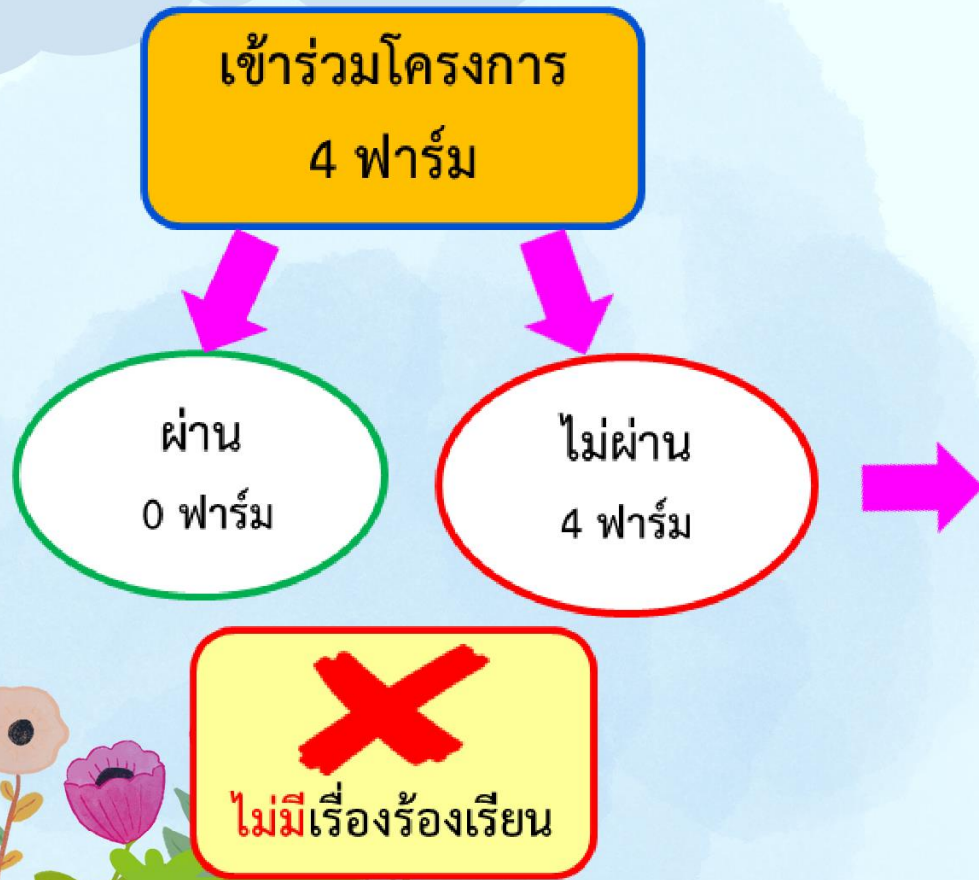 เข้าร่วมโครงการ
4 ฟาร์ม
ผ่าน
0 ฟาร์ม
ไม่ผ่าน
4 ฟาร์ม
ไม่มีเรื่องร้องเรียน